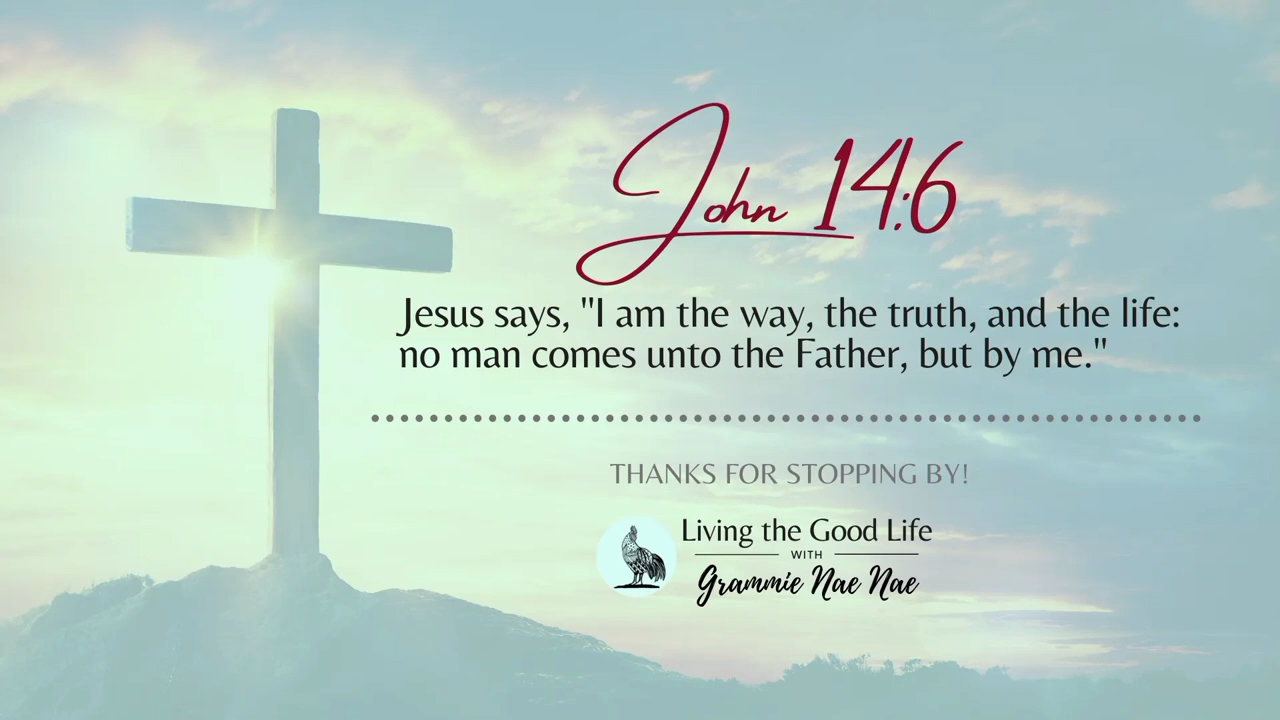 John 14:6
Jesus says, "I am the way, the truth, and the life:
no man comes unto the Father, but by me."
THANKS FOR STOPPING BY!
Living the Good Life
WITH
Grammie Nae Nae